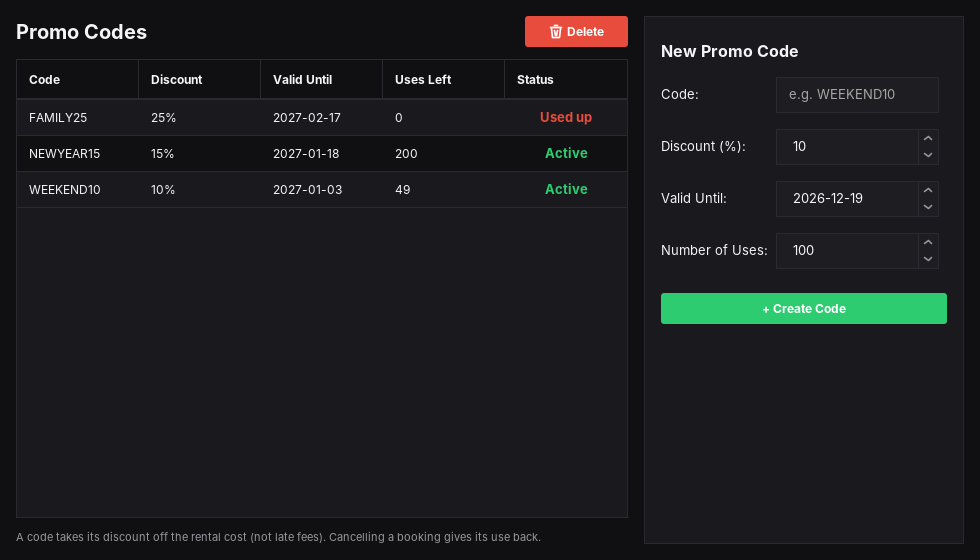 Promo Codes
Delete
Code Discount Valid Until Uses Left Status
FAMILY25 25% 2027-02-17 0 Used up
NEWYEAR15 15% 2027-01-18 200 Active
WEEKEND10 10% 2027-01-03 49 Active
A code takes its discount off the rental cost (not late fees). Cancelling a booking gives its use back.
New Promo Code
Code: e.g. WEEKEND10
Discount (%): 10
Valid Until: 2026-12-19
Number of Uses: 100
+ Create Code